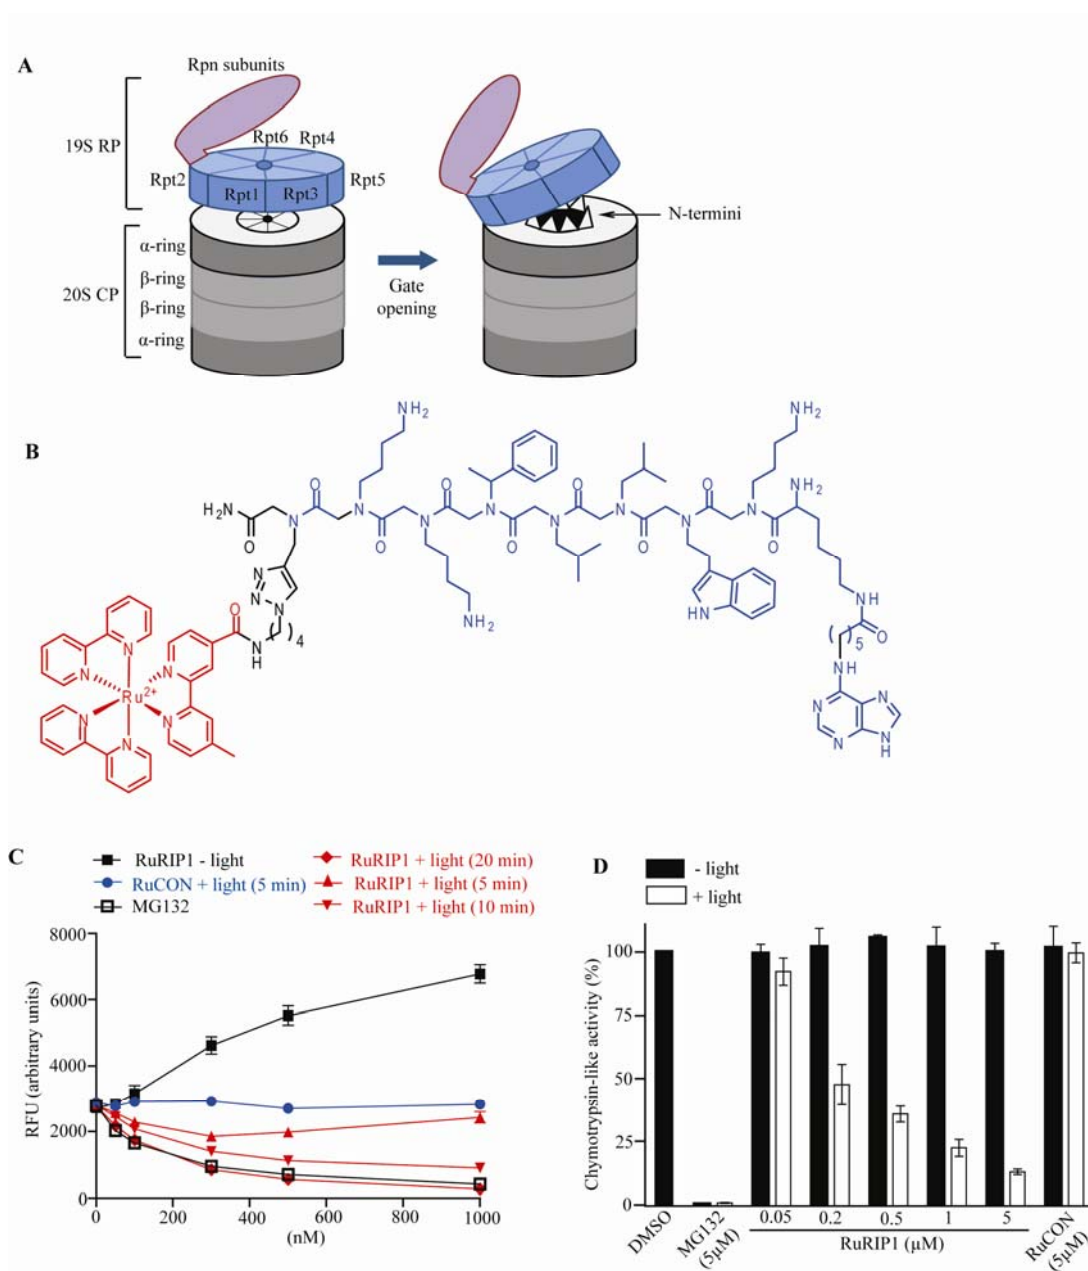 A
Rpn subunits
19S RP
Rpt6
Rpt4
Rpt2
Rpt5
Rpt1
Rpt3
N-termini
α-ring
β-ring
20S CP
β-ring
α-ring
Gate
opening
B
NH2
NH2
NH2
H2N
O
O
O
O
O
O
O
O
O
O
N
N
N
N
N
N
N
N
NH2
HN
N
N
N
O
N
H
( )4
NH
O
( )5
NH
N
N
N
N
H
N
N
N
N
N
N
Ru2+
C
RuRIP1 - light
RuRIP1 + light (20 min)
RuCON + light (5 min)
RuRIP1 + light (5 min)
MG132
RuRIP1 + light (10 min)
8000
6000
4000
2000
0
RFU (arbitrary units)
0 200 400 600 800 1000
(nM)
D
- light
+ light
100
75
50
25
0
Chymotrypsin-like activity (%)
DMSO
MG132
(5µM)
0.05 0.2 0.5 1 5
RuRIP1 (µM)
RuCON
(5µM)